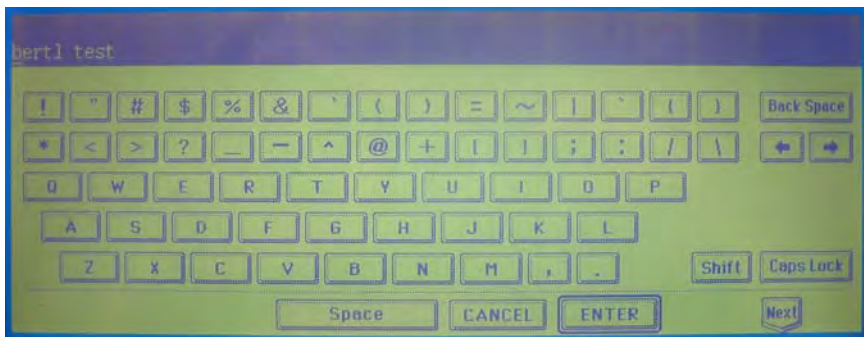 bertl test
! " # $ % & ' ( ) = ~ | ` { } Back Space
* < > ? _ - ^ @ + [ ] ; : / \ ← →
Q W E R T Y U I O P
A S D F G H J K L
Z X C V B N M , . Shift Caps Lock
Space CANCEL ENTER Next